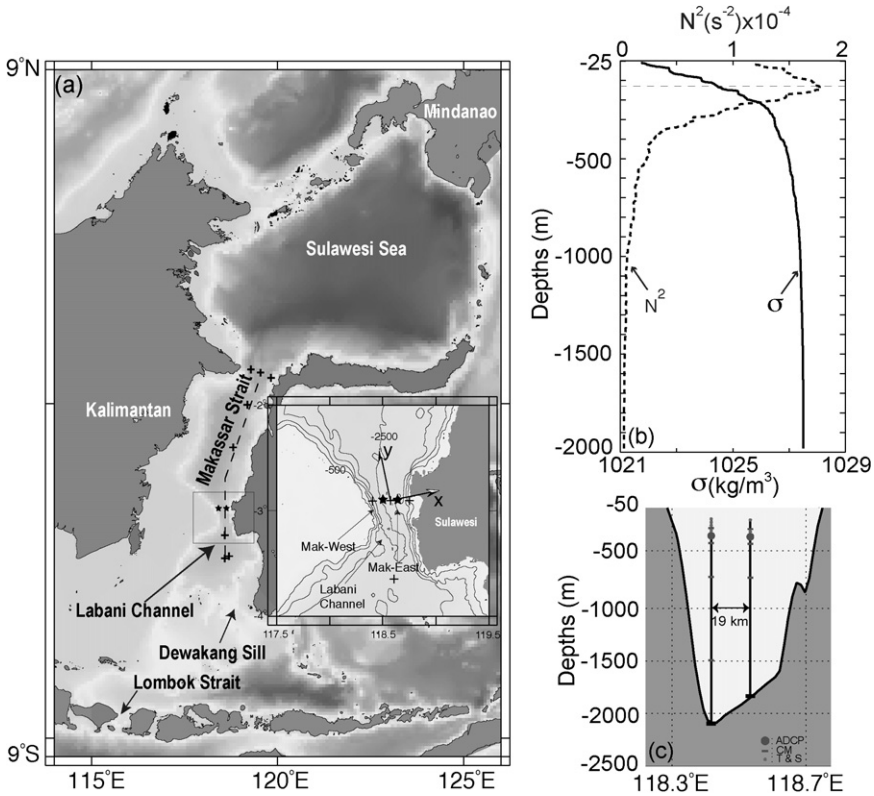 (a)
9°N
9°S
115°E
120°E
125°E
Mindanao
Sulawesi Sea
Kalimantan
Makassar Strait
Labani Channel
Dewakang Sill
Lombok Strait
-3°
-2500
-500
y
x
Sulawesi
Mak-West
Mak-East
Labani
Channel
117.5
118.5
119.5
N²(s⁻²)x10⁻⁴
0 1 2
-25
-500
-1000
-1500
-2000
Depths (m)
N²
σ
(b)
1021 1025 1029
σ(kg/m³)
-50
-500
-1000
-1500
-2000
-2500
Depths (m)
19 km
ADCP
CM
T & S
(c)
118.3°E 118.7°E